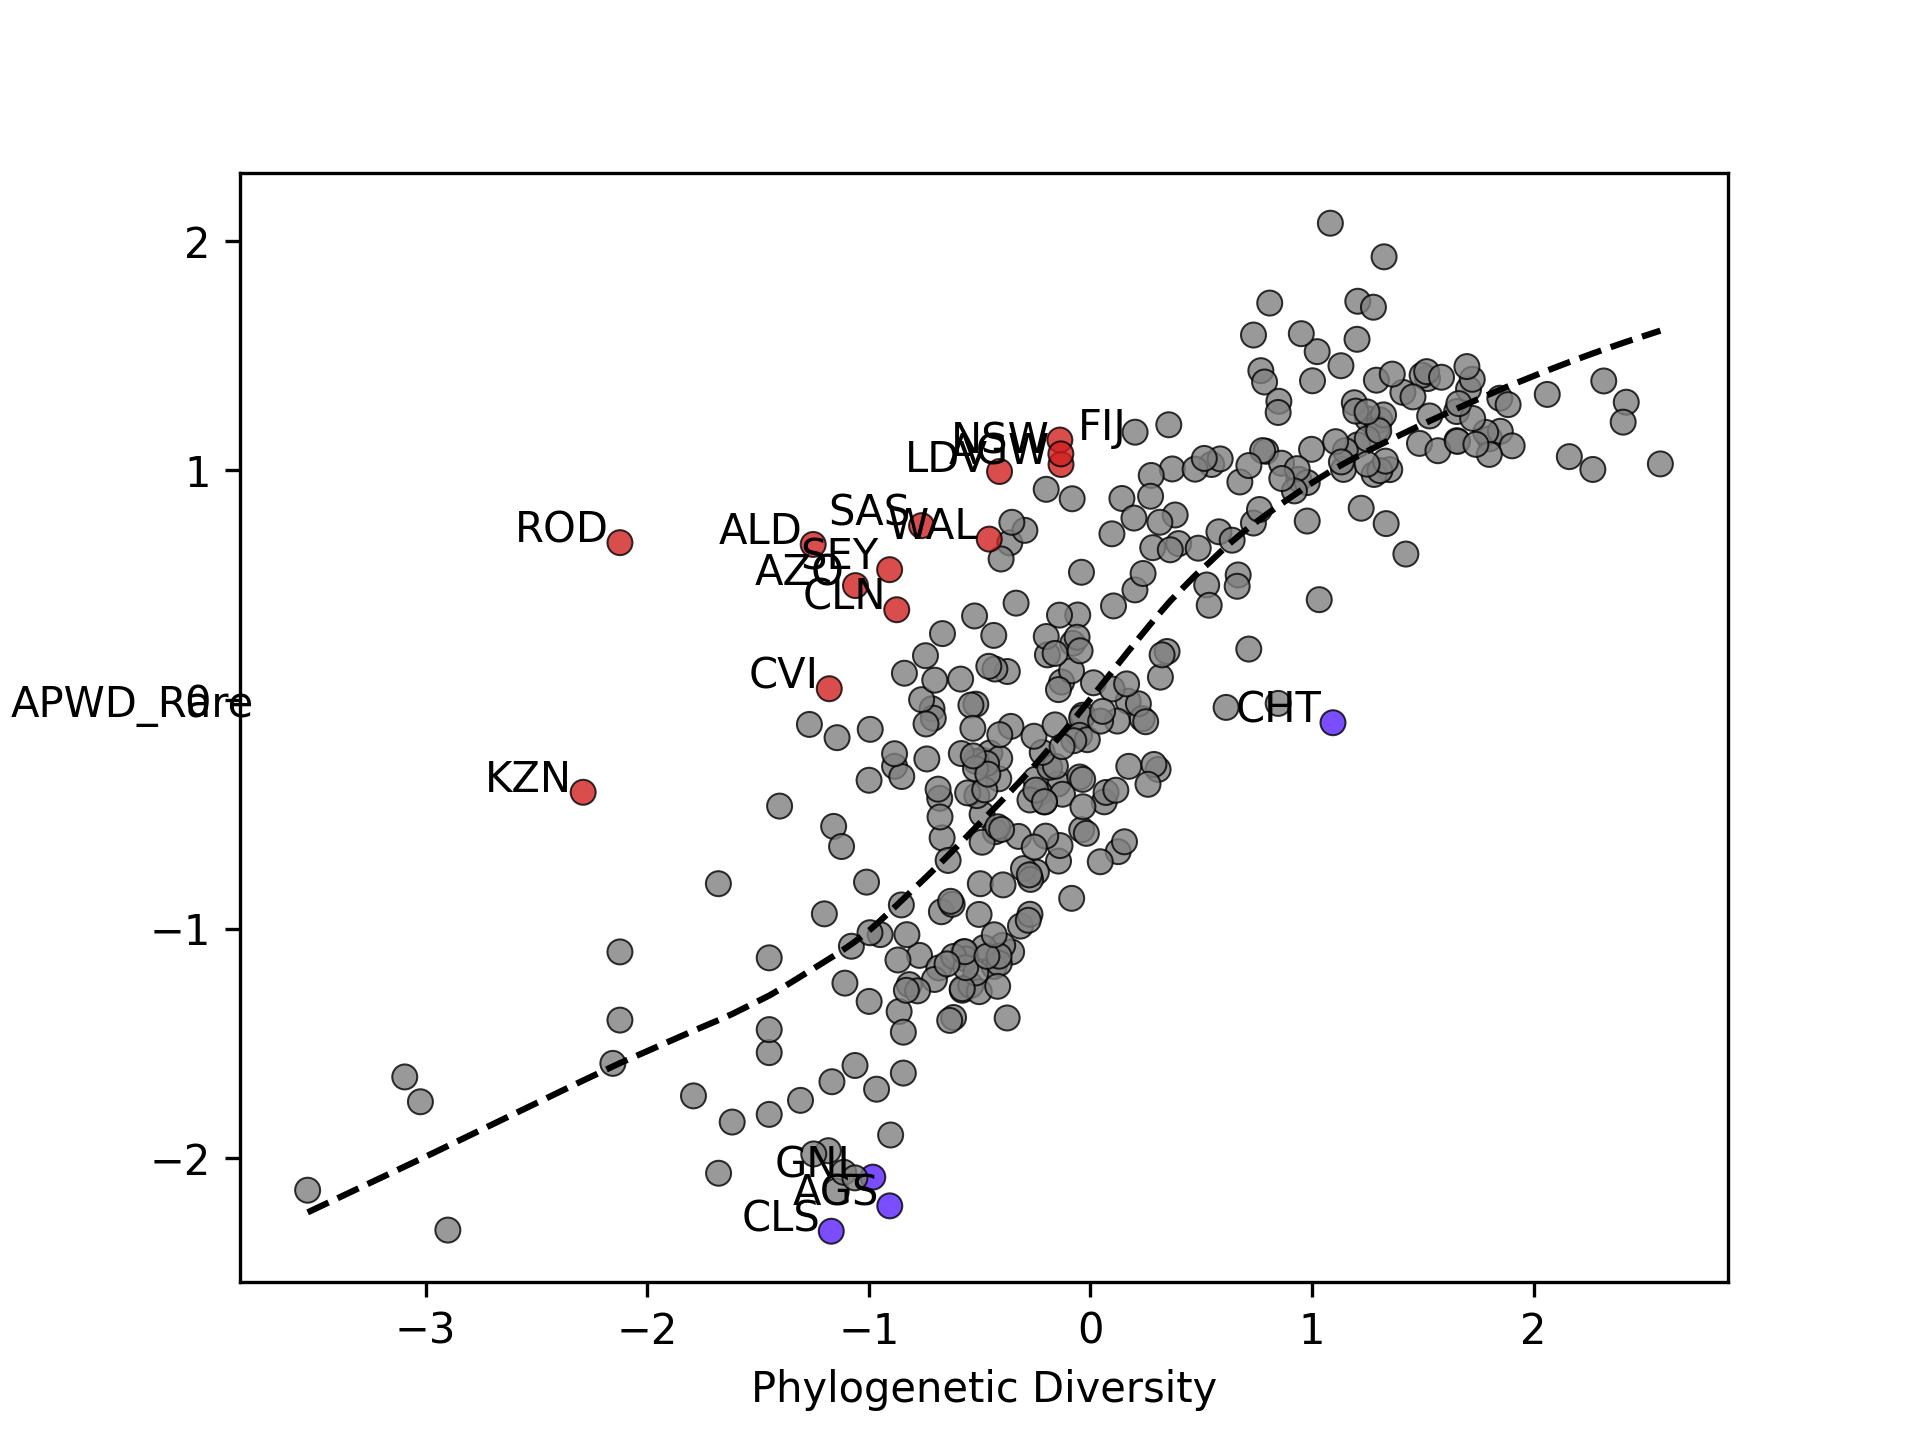 2
FIJ
NSW
1
LDV
SAS
WAL
ROD
ALD
SEY
AZO
CLN
CVI
APWD_Rare
0
CHT
KZN
−1
GNL
−2
AGS
CLS
−3
−2
−1
0
1
2
Phylogenetic Diversity